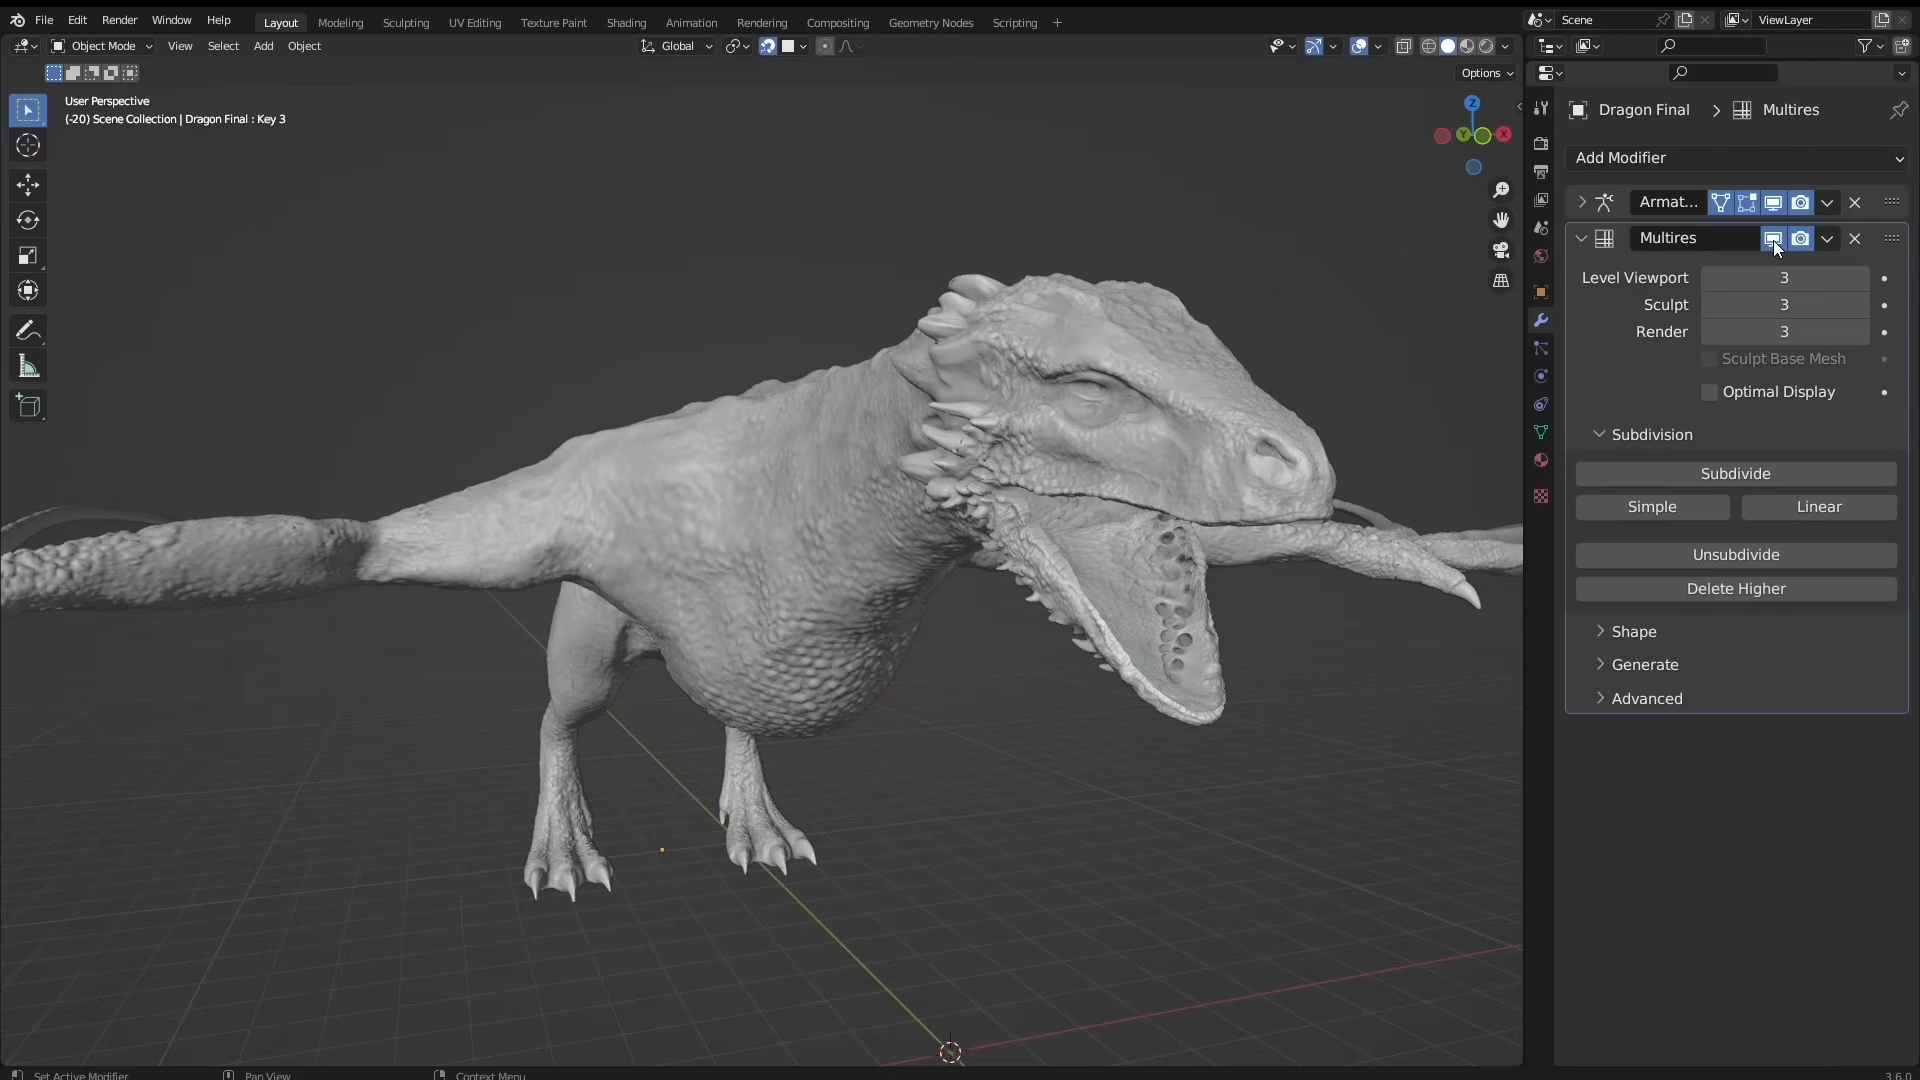 File Edit Render Window Help Layout Modeling Sculpting UV Editing Texture Paint Shading Animation Rendering Compositing Geometry Nodes Scripting + Scene ViewLayer
Object Mode View Select Add Object Global
Options
User Perspective
(-20) Scene Collection | Dragon Final : Key 3
Z
Y X
Dragon Final > Multires
Add Modifier
Armat...
Multires
Level Viewport 3
Sculpt 3
Render 3
Sculpt Base Mesh
Optimal Display
Subdivision
Subdivide
Simple Linear
Unsubdivide
Delete Higher
Shape
Generate
Advanced
Set Active Modifier Pan View Context Menu 3.6.0